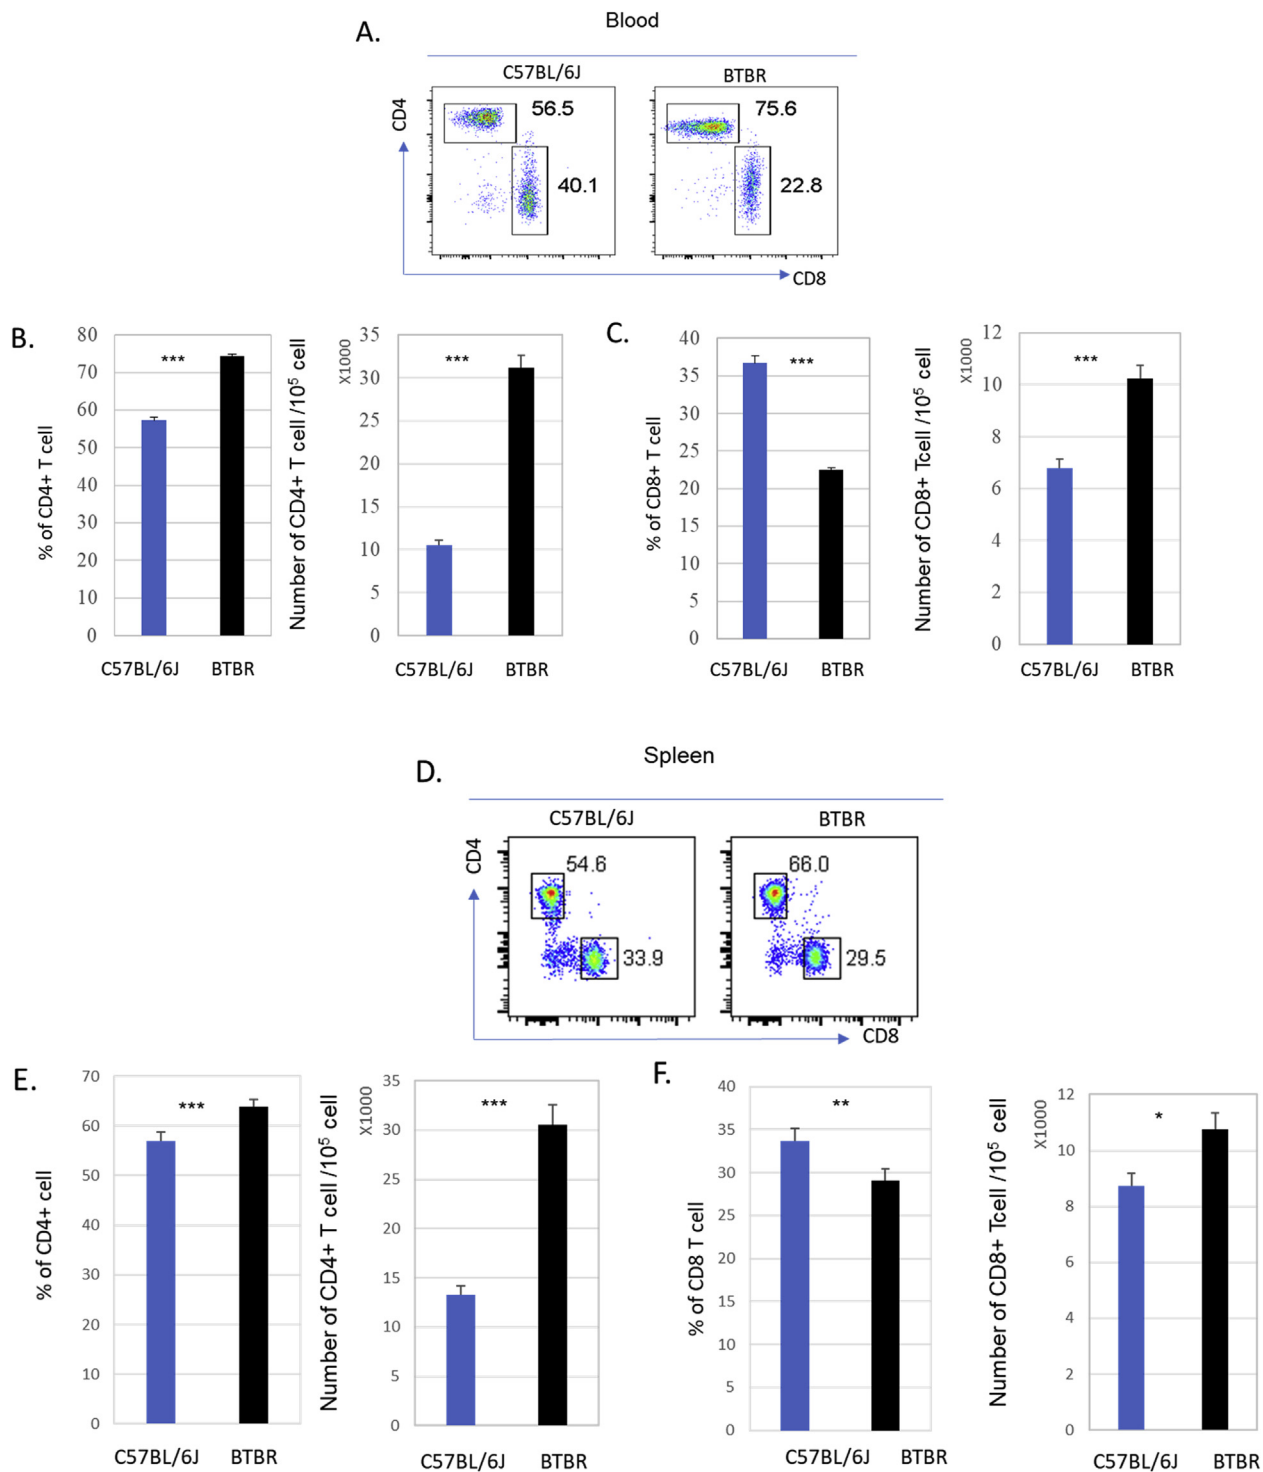 Blood
A.
C57BL/6J
BTBR
CD4
56.5
75.6
40.1
22.8
CD8
B.
% of CD4+ T cell
80
70
60
50
40
30
20
10
0
***
C57BL/6J
BTBR
Number of CD4+ T cell /10⁵ cell
X1000
35
30
25
20
15
10
5
0
***
C57BL/6J
BTBR
C.
% of CD8+ T cell
40
35
30
25
20
15
10
5
0
***
C57BL/6J
BTBR
Number of CD8+ Tcell /10⁵ cell
X1000
12
10
8
6
4
2
0
***
C57BL/6J
BTBR
Spleen
D.
C57BL/6J
BTBR
CD4
54.6
66.0
33.9
29.5
CD8
E.
% of CD4+ cell
70
60
50
40
30
20
10
0
***
C57BL/6J
BTBR
Number of CD4+ T cell /10⁵ cell
X1000
35
30
25
20
15
10
5
0
***
C57BL/6J
BTBR
F.
% of CD8 T cell
40
35
30
25
20
15
10
5
0
**
C57BL/6J
BTBR
Number of CD8+ Tcell /10⁵ cell
X1000
12
10
8
6
4
2
0
*
C57BL/6J
BTBR